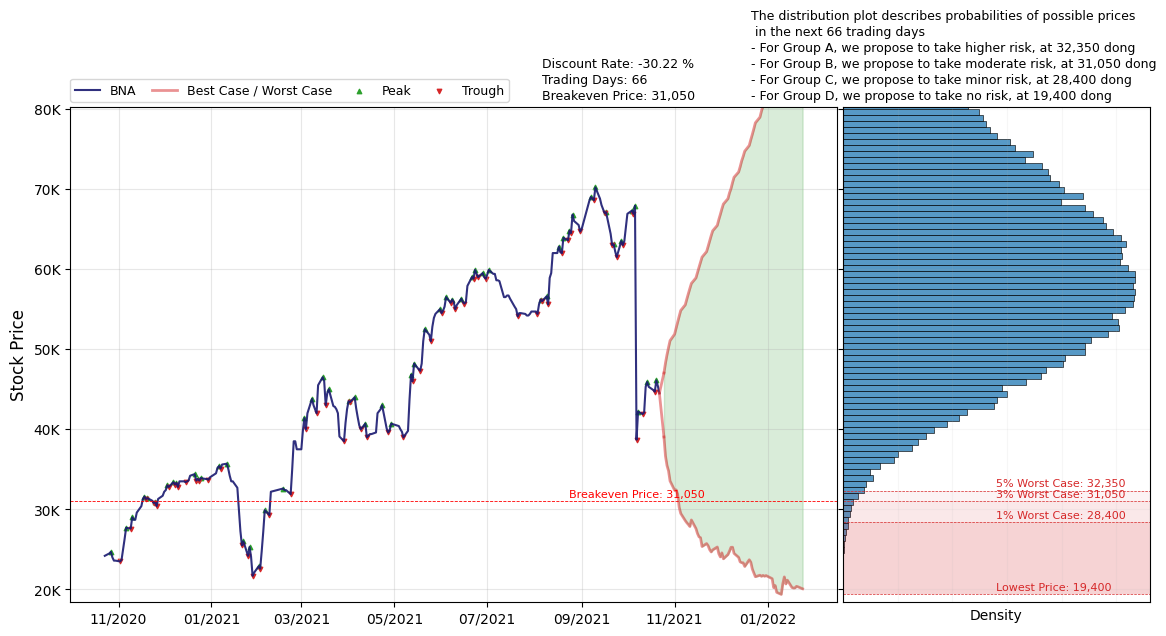 The distribution plot describes probabilities of possible prices
in the next 66 trading days
- For Group A, we propose to take higher risk, at 32,350 dong
- For Group B, we propose to take moderate risk, at 31,050 dong
- For Group C, we propose to take minor risk, at 28,400 dong
- For Group D, we propose to take no risk, at 19,400 dong
Discount Rate: -30.22 %
Trading Days: 66
Breakeven Price: 31,050
BNA
Best Case / Worst Case
Peak
Trough
80K
70K
60K
50K
40K
30K
20K
Stock Price
Breakeven Price: 31,050
5% Worst Case: 32,350
3% Worst Case: 31,050
1% Worst Case: 28,400
Lowest Price: 19,400
11/2020
01/2021
03/2021
05/2021
07/2021
09/2021
11/2021
01/2022
Density